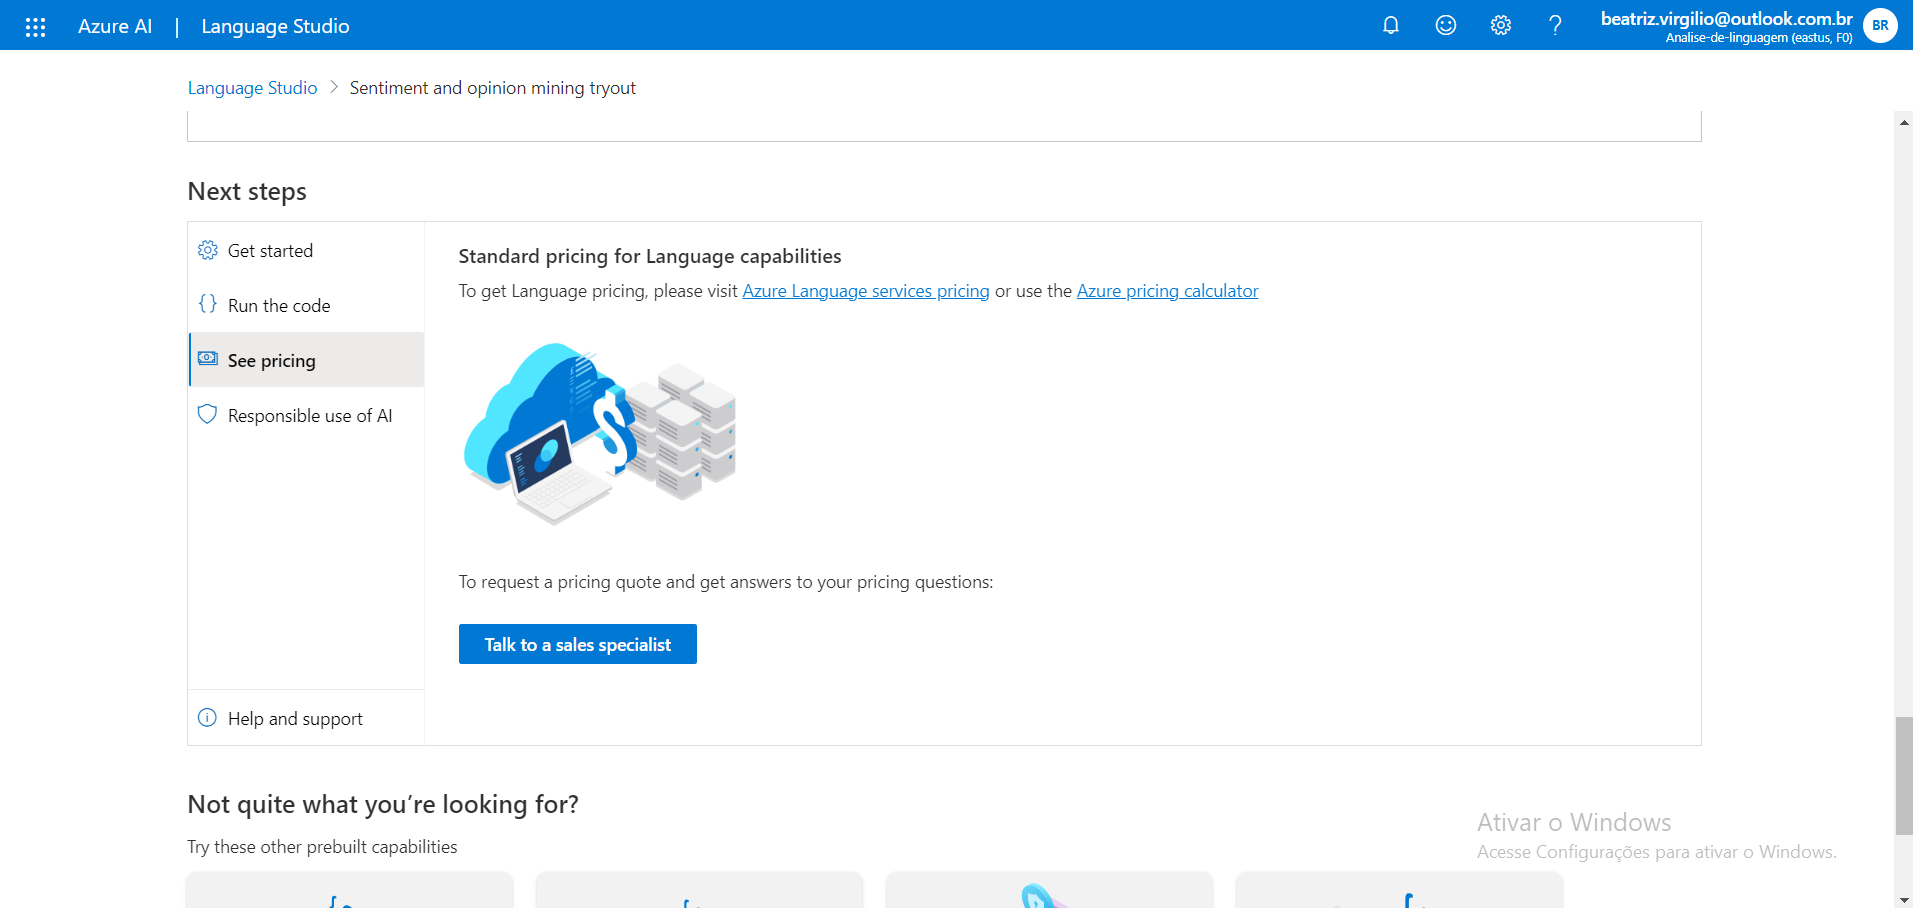 Azure AI | Language Studio
beatriz.virgilio@outlook.com.br
Analise-de-linguagem (eastus, F0)
BR
Language Studio > Sentiment and opinion mining tryout
Next steps
Get started
Run the code
See pricing
Responsible use of AI
Help and support
Standard pricing for Language capabilities
To get Language pricing, please visit Azure Language services pricing or use the Azure pricing calculator
To request a pricing quote and get answers to your pricing questions:
Talk to a sales specialist
Not quite what you’re looking for?
Try these other prebuilt capabilities
Ativar o Windows
Acesse Configurações para ativar o Windows.